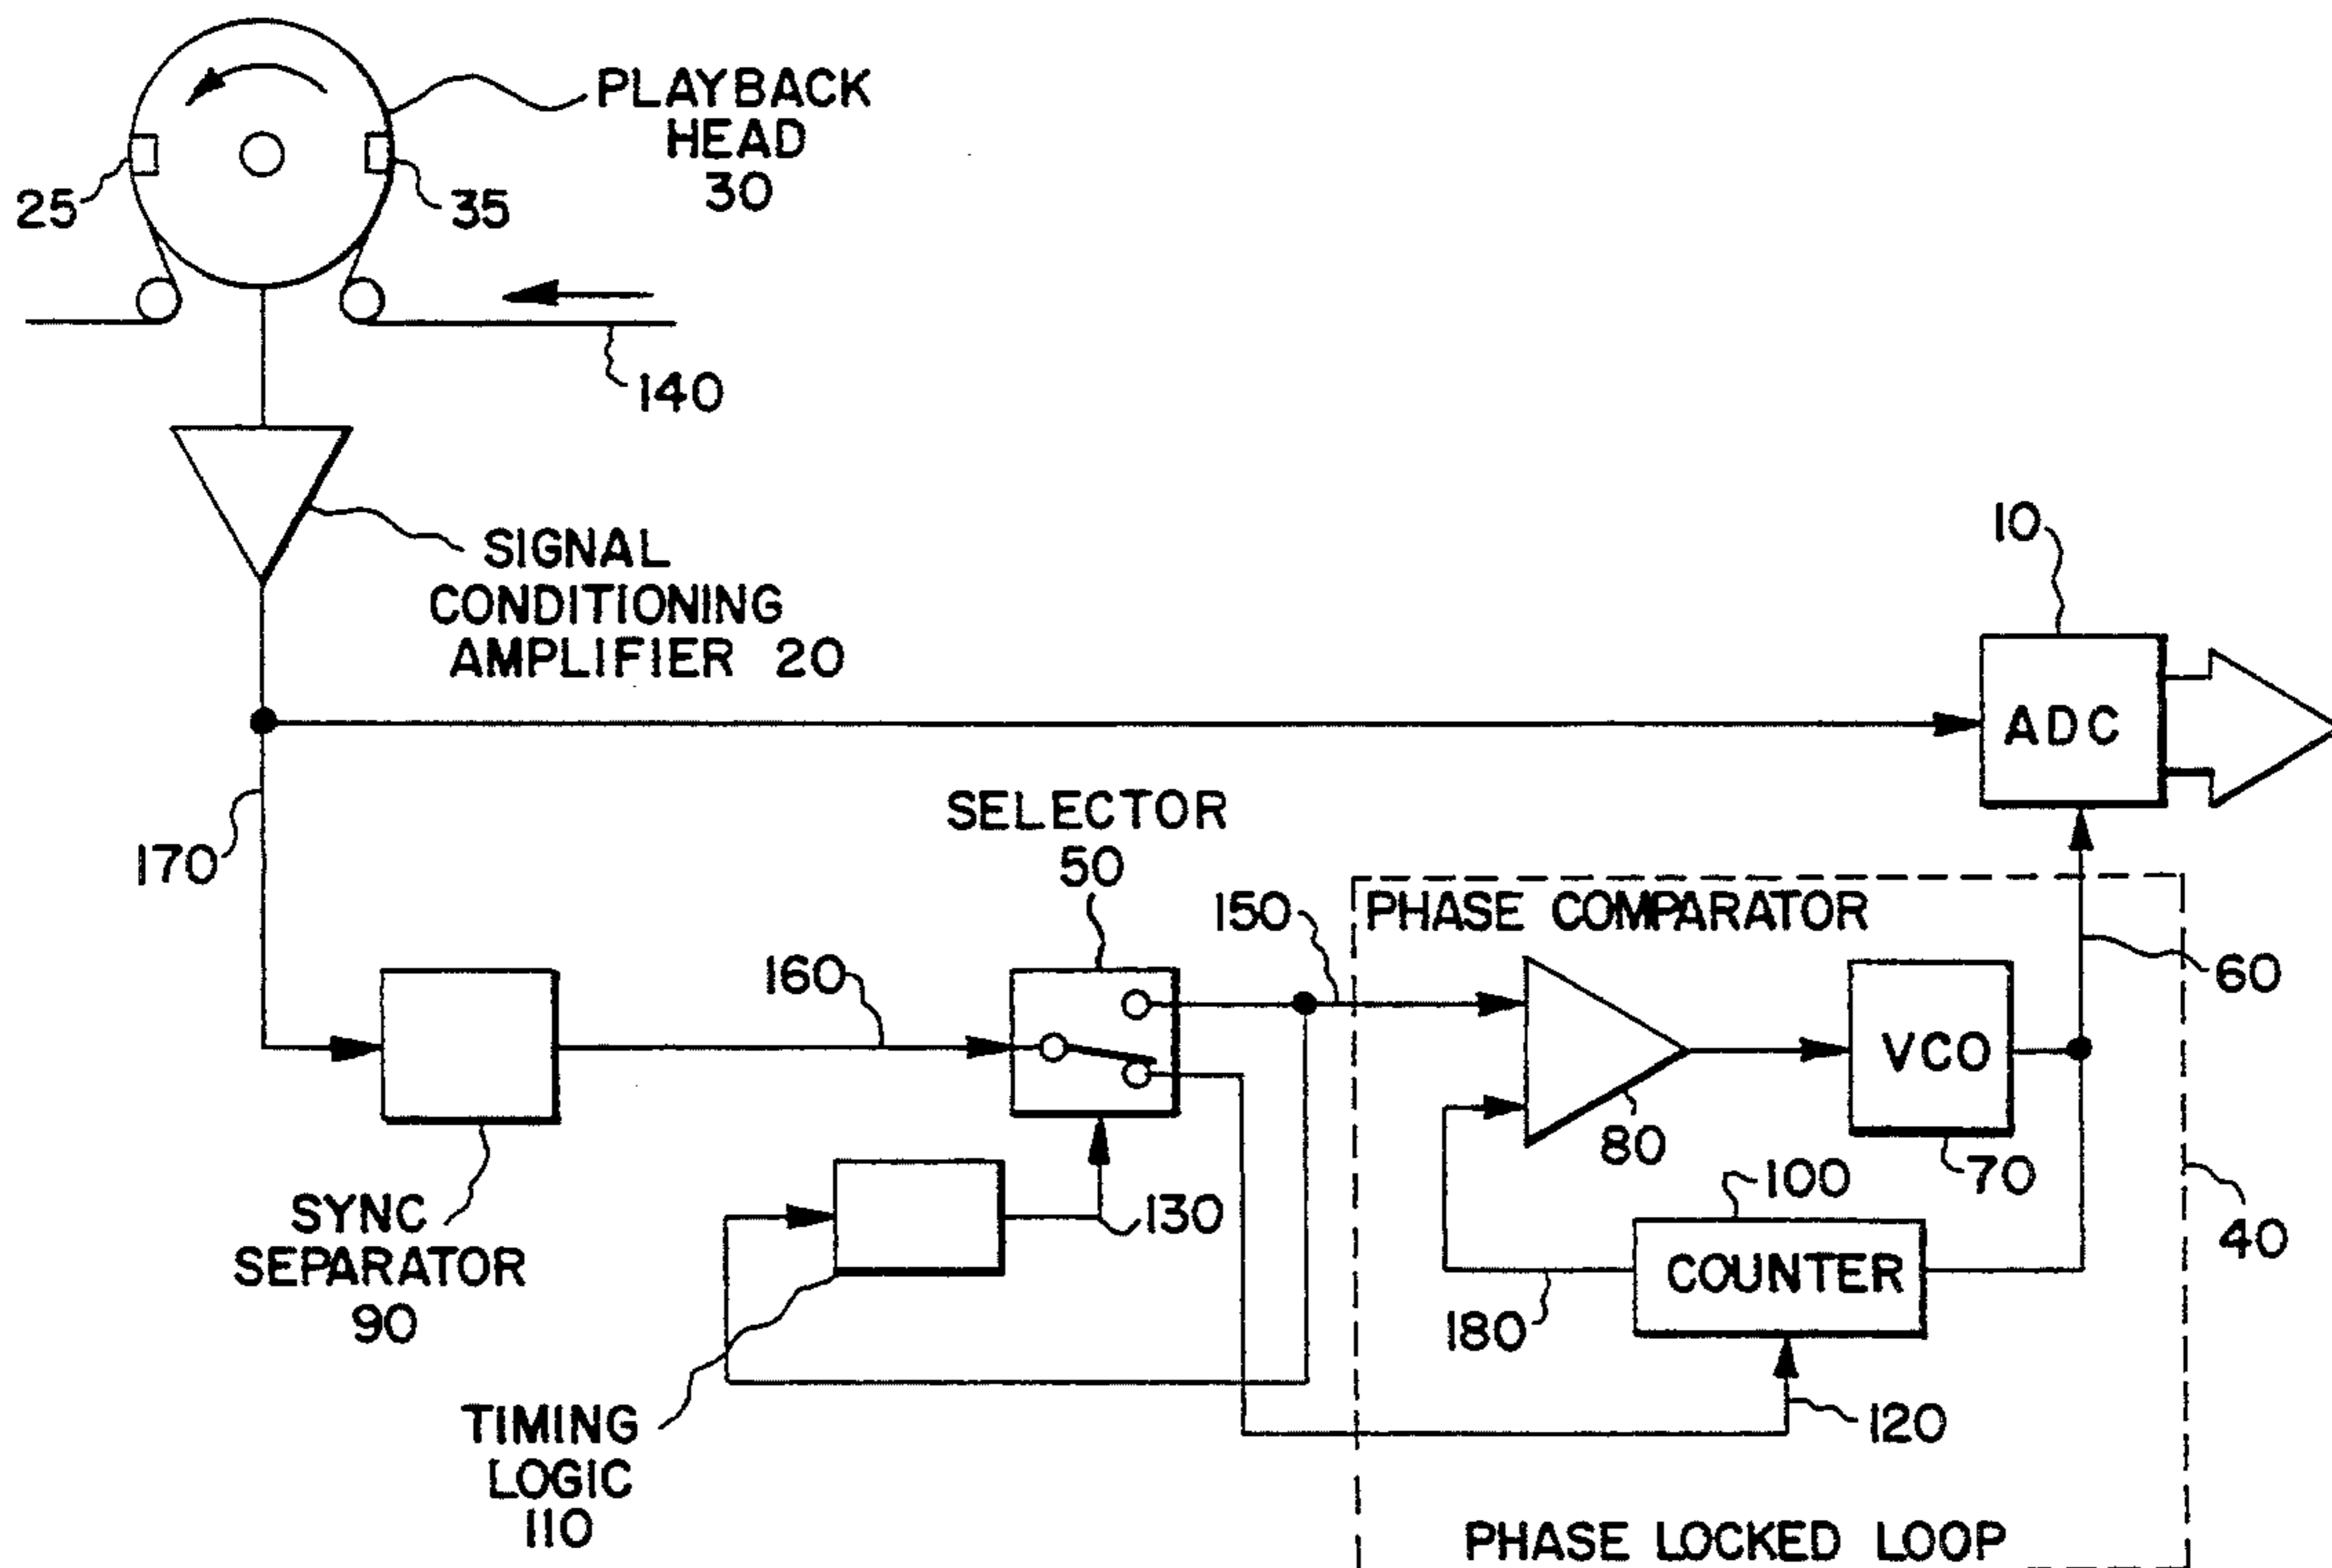 PLAYBACK
HEAD
30
25
35
140
SIGNAL
CONDITIONING
AMPLIFIER 20
10
ADC
170
SELECTOR
50
150
PHASE COMPARATOR
160
60
VCO
80
70
100
130
SYNC
SEPARATOR
90
40
COUNTER
180
120
TIMING
LOGIC
110
PHASE LOCKED LOOP